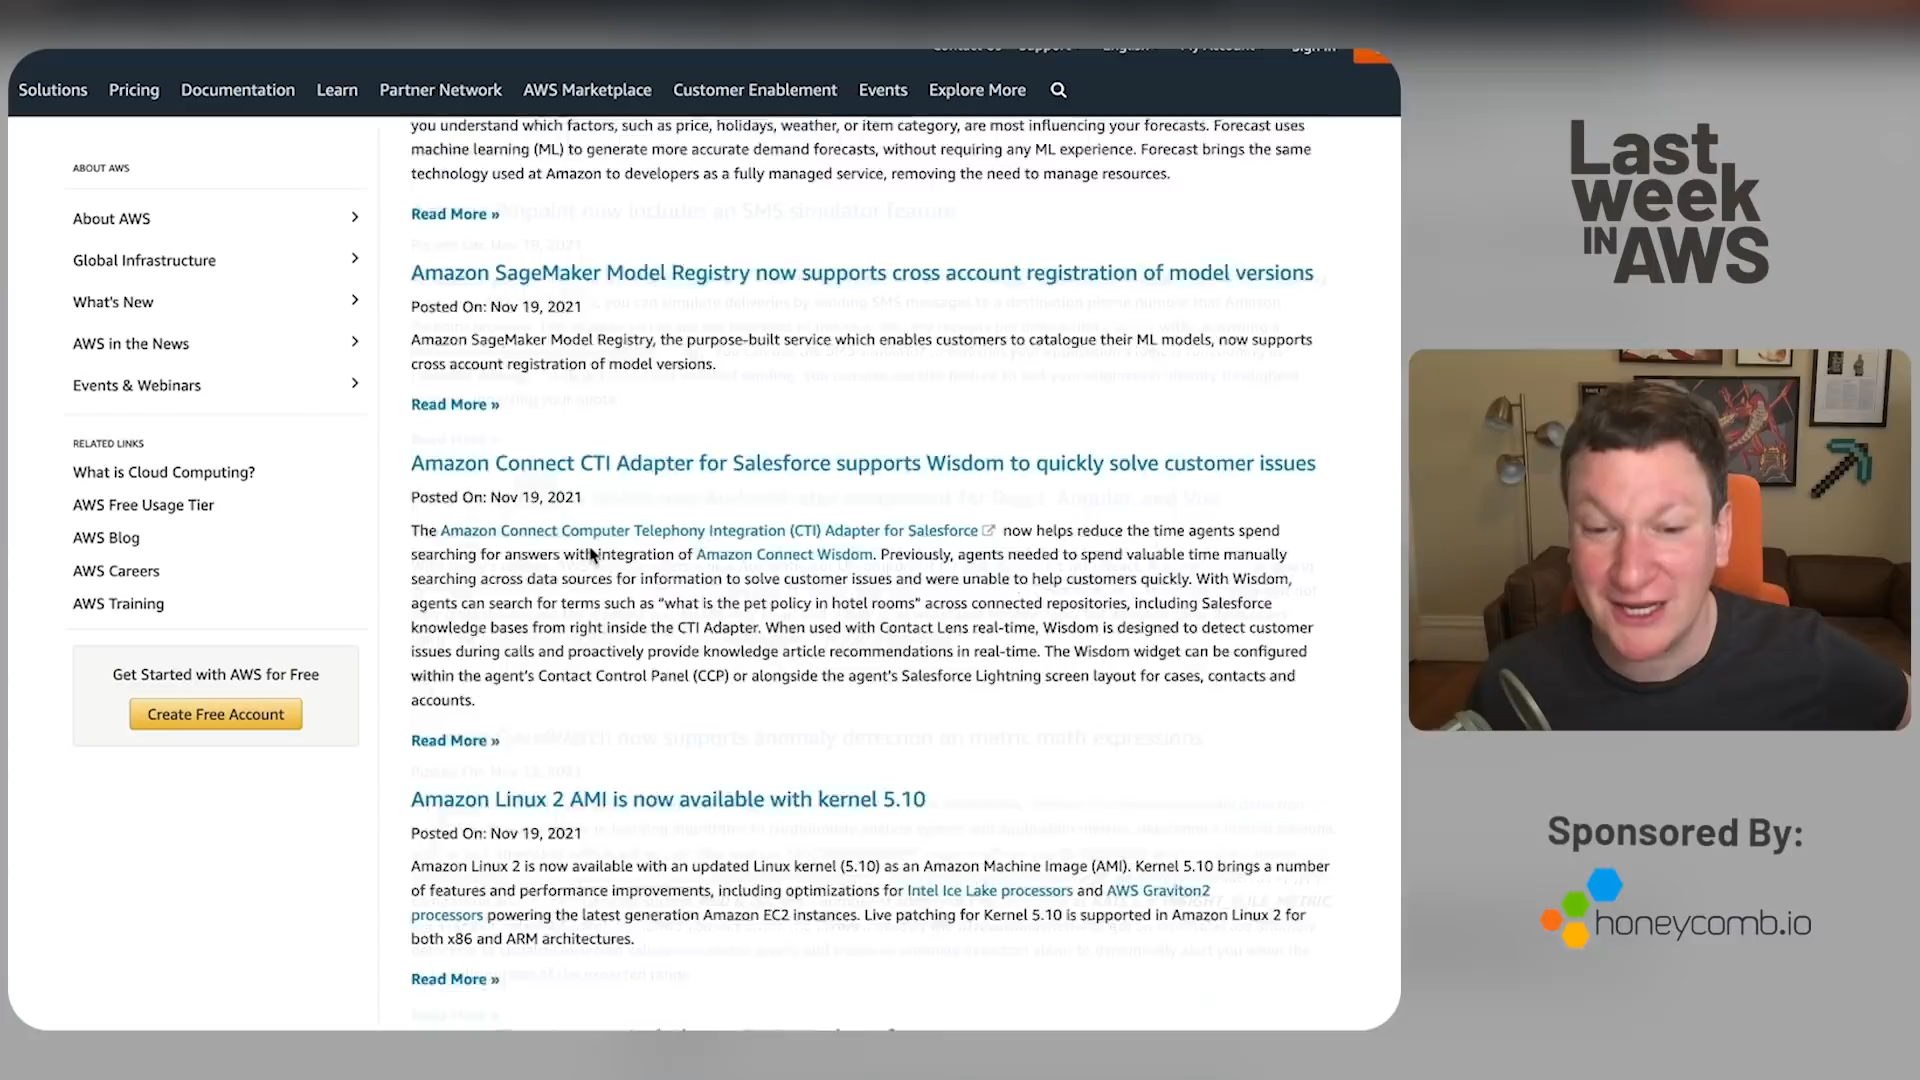 Solutions
Pricing
Documentation
Learn
Partner Network
AWS Marketplace
Customer Enablement
Events
Explore More
ABOUT AWS
About AWS
Global Infrastructure
What's New
AWS in the News
Events & Webinars
RELATED LINKS
What is Cloud Computing?
AWS Free Usage Tier
AWS Blog
AWS Careers
AWS Training
Get Started with AWS for Free
Create Free Account
you understand which factors, such as price, holidays, weather, or item category, are most influencing your forecasts. Forecast uses
machine learning (ML) to generate more accurate demand forecasts, without requiring any ML experience. Forecast brings the same
technology used at Amazon to developers as a fully managed service, removing the need to manage resources.
Read More »
now includes an SMS simulator feature
Amazon SageMaker Model Registry now supports cross account registration of model versions
Posted On: Nov 19, 2021
Amazon SageMaker Model Registry, the purpose-built service which enables customers to catalogue their ML models, now supports
cross account registration of model versions.
Read More »
Amazon Connect CTI Adapter for Salesforce supports Wisdom to quickly solve customer issues
Posted On: Nov 19, 2021
The Amazon Connect Computer Telephony Integration (CTI) Adapter for Salesforce now helps reduce the time agents spend
searching for answers with integration of Amazon Connect Wisdom. Previously, agents needed to spend valuable time manually
searching across data sources for information to solve customer issues and were unable to help customers quickly. With Wisdom,
agents can search for terms such as “what is the pet policy in hotel rooms” across connected repositories, including Salesforce
knowledge bases from right inside the CTI Adapter. When used with Contact Lens real-time, Wisdom is designed to detect customer
issues during calls and proactively provide knowledge article recommendations in real-time. The Wisdom widget can be configured
within the agent’s Contact Control Panel (CCP) or alongside the agent’s Salesforce Lightning screen layout for cases, contacts and
accounts.
Read More »
now supports anomaly detection on metric math expressions
Amazon Linux 2 AMI is now available with kernel 5.10
Posted On: Nov 19, 2021
Amazon Linux 2 is now available with an updated Linux kernel (5.10) as an Amazon Machine Image (AMI). Kernel 5.10 brings a number
of features and performance improvements, including optimizations for Intel Ice Lake processors and AWS Graviton2
processors powering the latest generation Amazon EC2 instances. Live patching for Kernel 5.10 is supported in Amazon Linux 2 for
both x86 and ARM architectures.
Read More »
Last
week
IN AWS
Sponsored By:
honeycomb.io